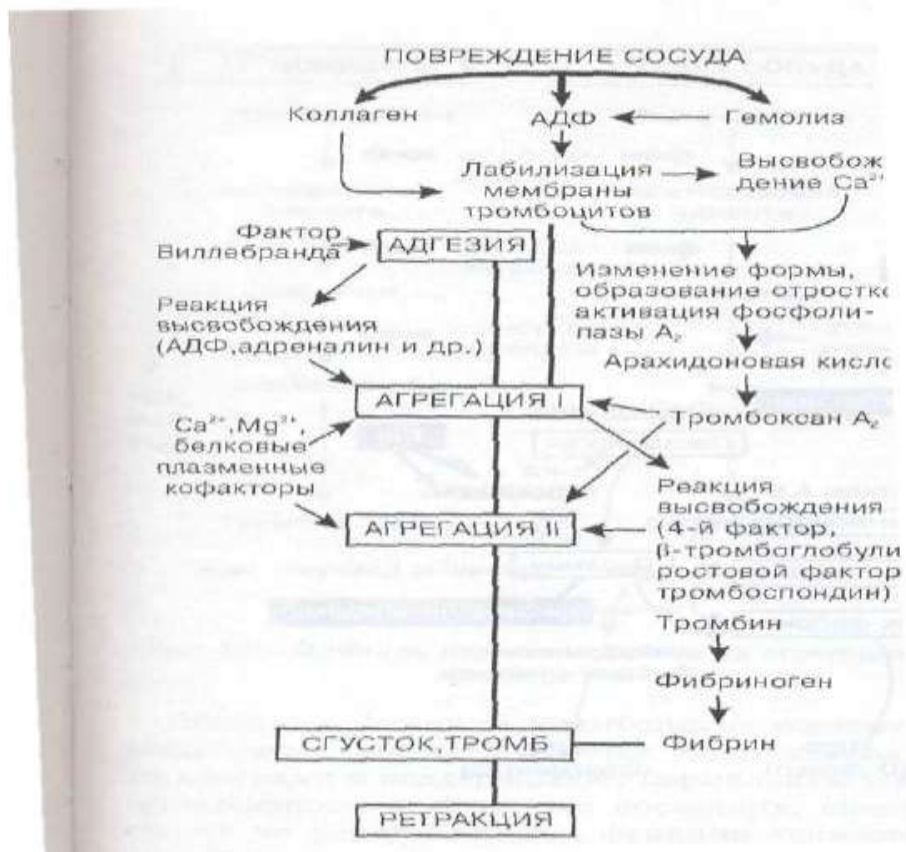 ПОВРЕЖДЕНИЕ СОСУДА
Коллаген
АДФ
Гемолиз
Лабилизация
мембраны
тромбоцитов
Высвобож
дение Ca²⁺
Фактор
Виллебранда
АДГЕЗИЯ
Изменение формы,
образование отростко
активация фосфоли-
пазы A₂
Реакция
высвобождения
(АДФ,адреналин и др.)
Арахидоновая кисло
АГРЕГАЦИЯ I
Тромбоксан A₂
Ca²⁺,Mg²⁺,
белковые
плазменные
кофакторы
Реакция
высвобождения
(4-й фактор,
β-тромбоглобули
ростовой фактор
тромбоспондин)
АГРЕГАЦИЯ II
Тромбин
Фибриноген
СГУСТОК,ТРОМБ
Фибрин
РЕТРАКЦИЯ